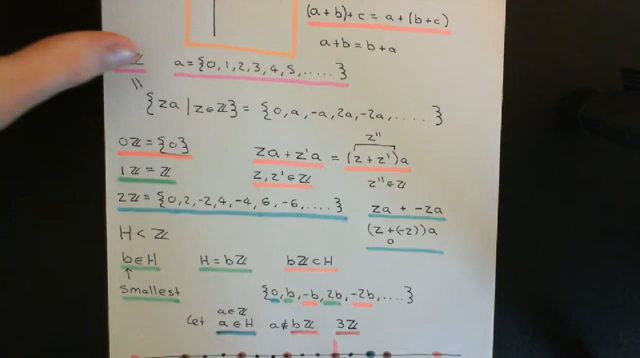 (a+b)+c = a+(b+c)
a+b = b+a
a = {0,1,2,3,4,5,.....}
=
{za | z∈ℤ} = {0, a, -a, 2a, -2a, .....}
z''
0ℤ = {0} za + z'a = (z + z')a
1ℤ = ℤ z, z' ∈ ℤ z'' ∈ ℤ
2ℤ = {0, 2, -2, 4, -4, 6, -6, ....} za + -za
(z+(-z))a
0
H < ℤ
b ∈ H H = bℤ bℤ ⊂ H
↑
smallest {0, b, -b, 2b, -2b, ....}
a ∈ ℤ
Let a ∈ H a ∉ bℤ 3ℤ